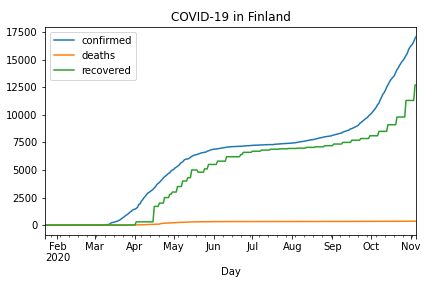 COVID-19 in Finland
17500
15000
12500
10000
7500
5000
2500
0
confirmed
deaths
recovered
Feb Mar Apr May Jun Jul Aug Sep Oct Nov
2020
Day